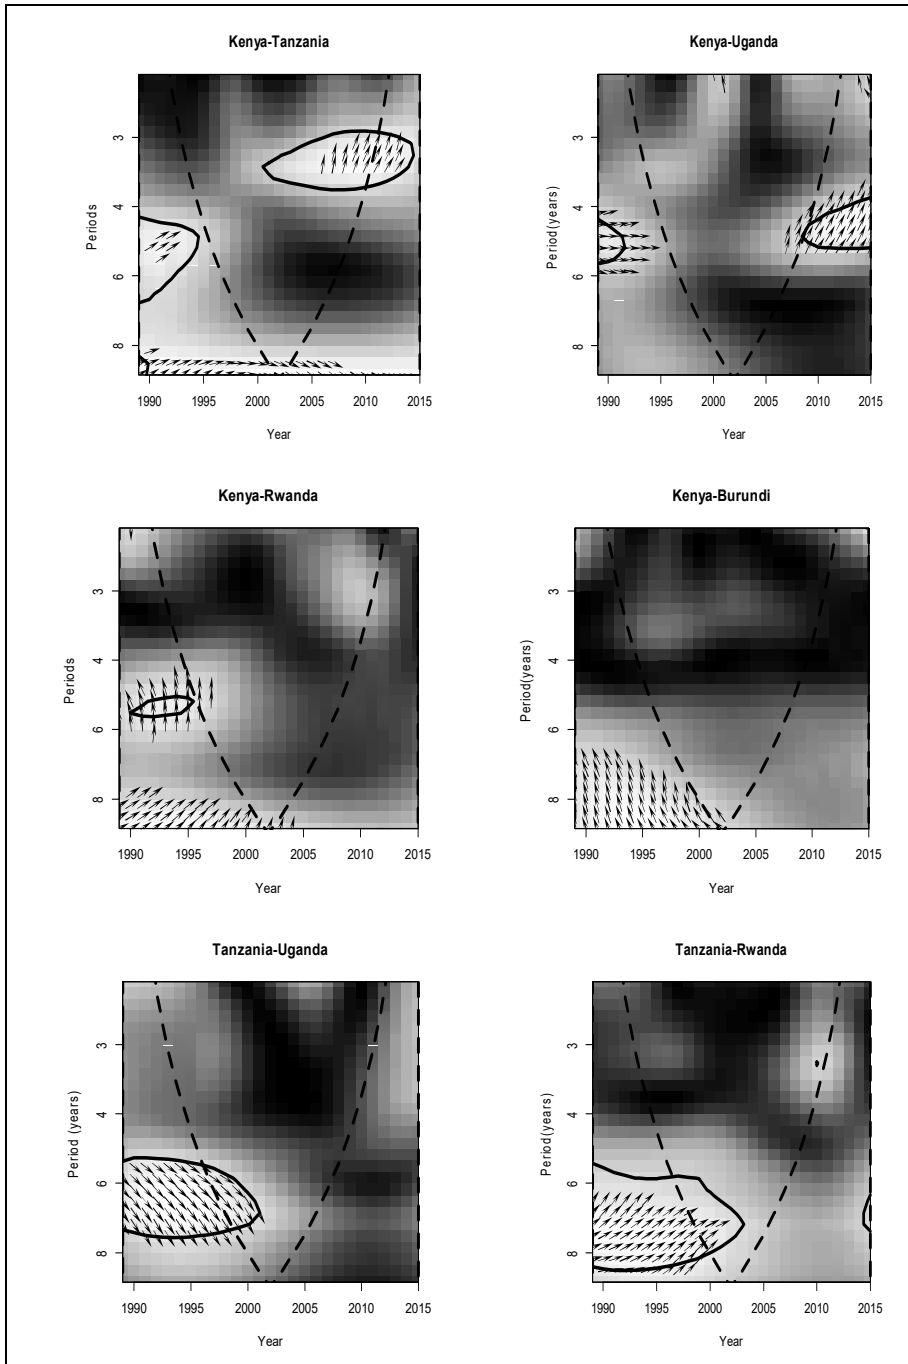 Kenya-Tanzania
Kenya-Uganda
Periods
3
4
6
8
1990 1995 2000 2005 2010 2015
Year
Period(years)
3
4
6
8
1990 1995 2000 2005 2010 2015
Year
Kenya-Rwanda
Kenya-Burundi
Periods
3
4
6
8
1990 1995 2000 2005 2010 2015
Year
Period(years)
3
4
6
8
1990 1995 2000 2005 2010 2015
Year
Tanzania-Uganda
Tanzania-Rwanda
Period (years)
3
4
6
8
1990 1995 2000 2005 2010 2015
Year
Period(years)
3
4
6
8
1990 1995 2000 2005 2010 2015
Year